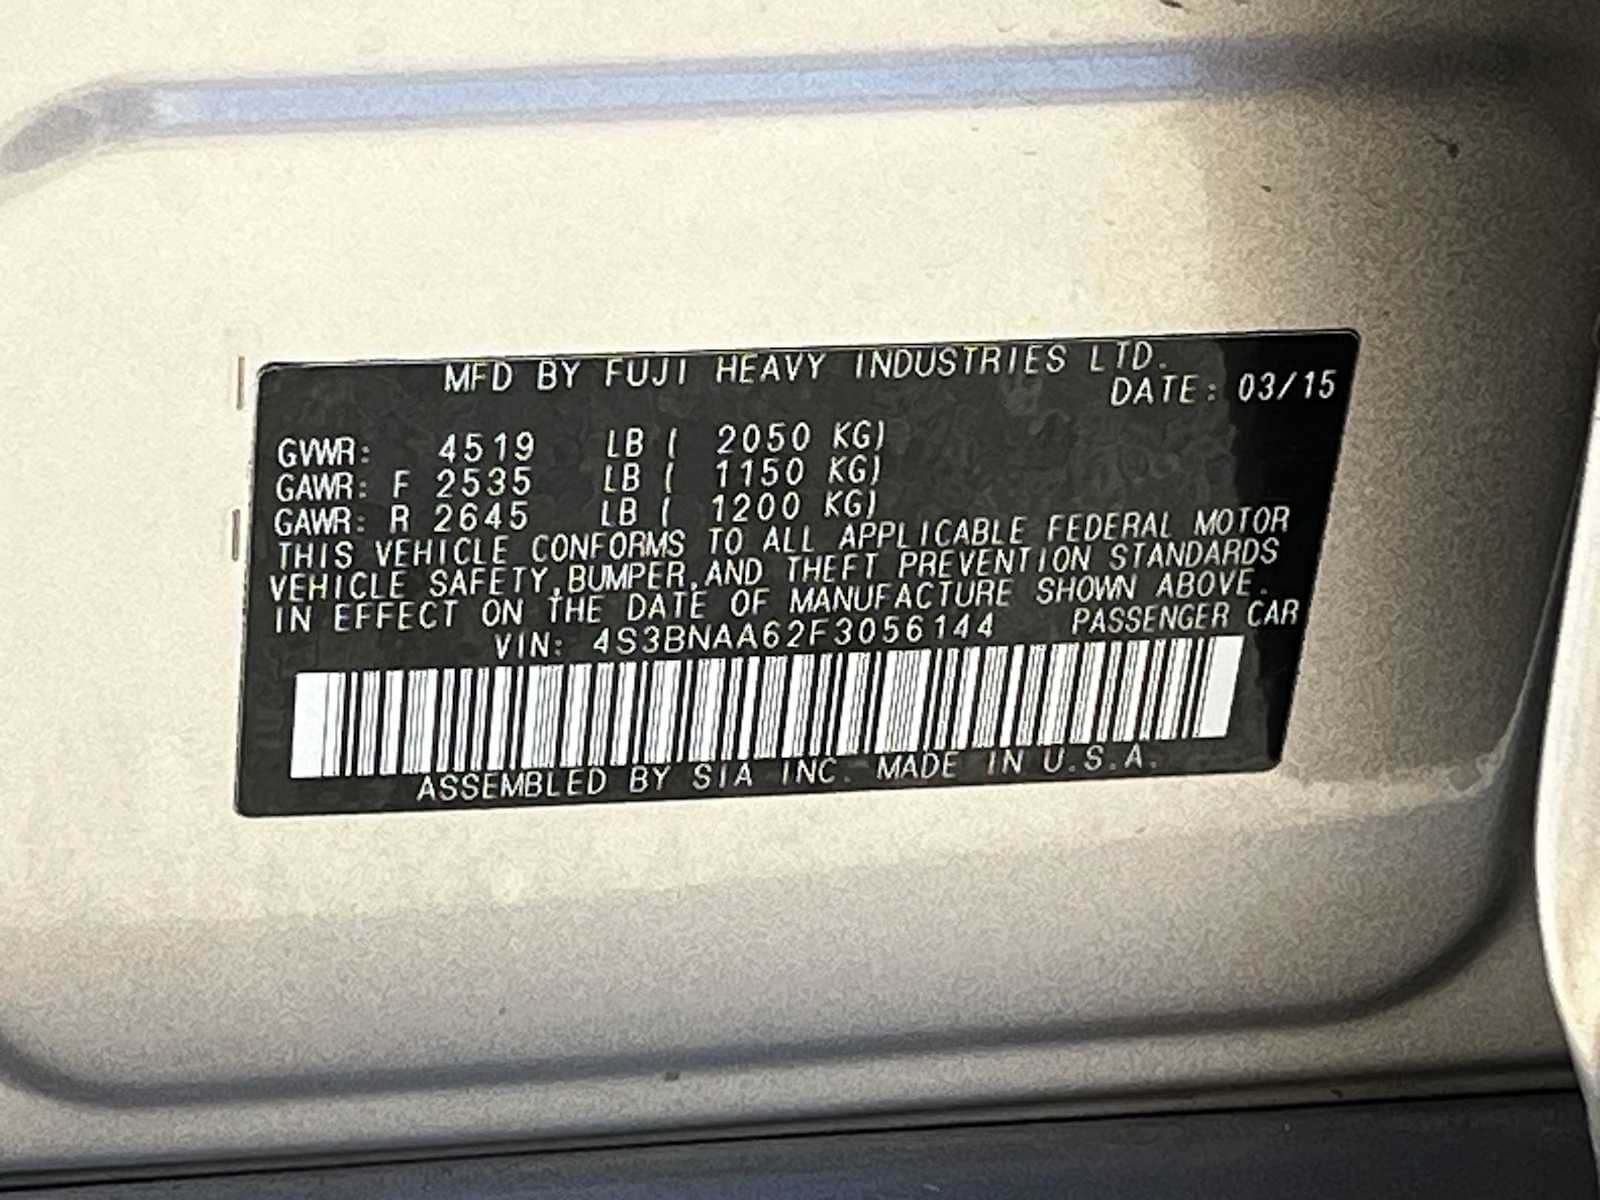 MFD BY FUJI HEAVY INDUSTRIES LTD.
DATE: 03/15
GVWR: 4519 LB ( 2050 KG)
GAWR: F 2535 LB ( 1150 KG)
GAWR: R 2645 LB ( 1200 KG)
THIS VEHICLE CONFORMS TO ALL APPLICABLE FEDERAL MOTOR
VEHICLE SAFETY,BUMPER,AND THEFT PREVENTION STANDARDS
IN EFFECT ON THE DATE OF MANUFACTURE SHOWN ABOVE.
VIN: 4S3BNAA62F3056144 PASSENGER CAR
ASSEMBLED BY SIA INC. MADE IN U.S.A.